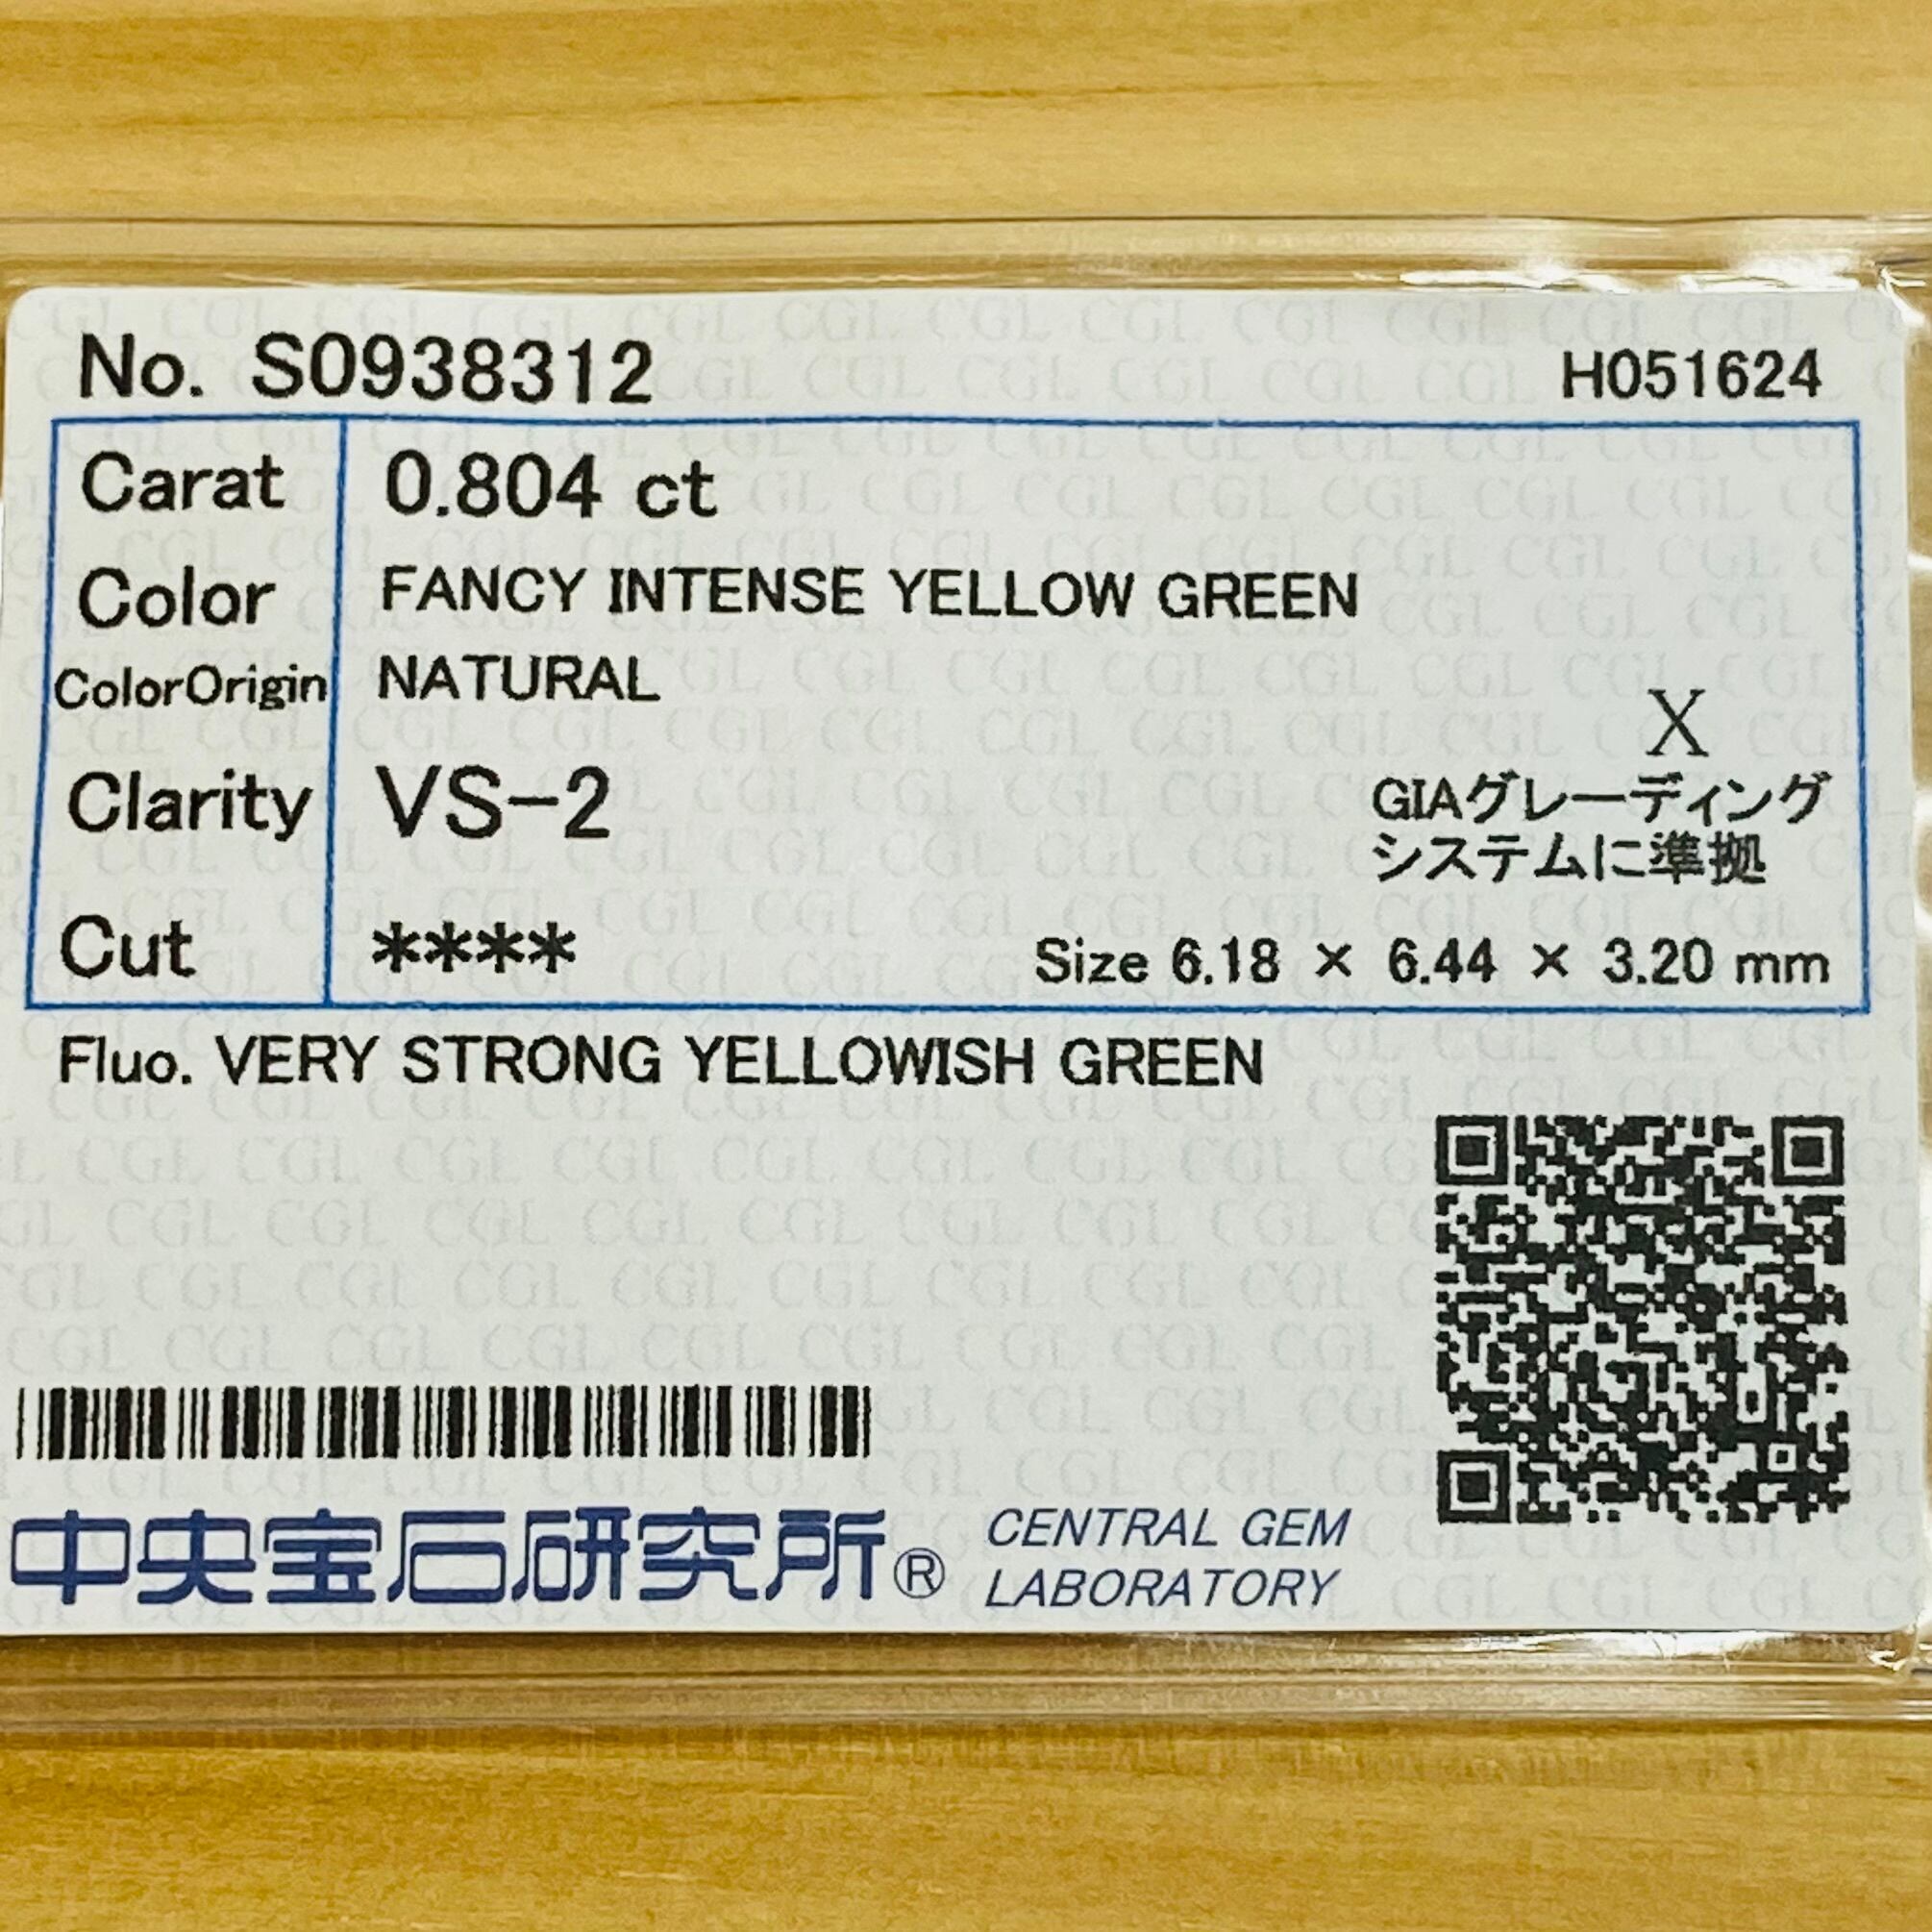 No. S0938312 H051624
Carat 0.804 ct
Color FANCY INTENSE YELLOW GREEN
ColorOrigin NATURAL
X
Clarity VS-2 GIAグレーディング
システムに準拠
Cut **** Size 6.18 × 6.44 × 3.20 mm
Fluo. VERY STRONG YELLOWISH GREEN
中央宝石研究所® CENTRAL GEM
LABORATORY